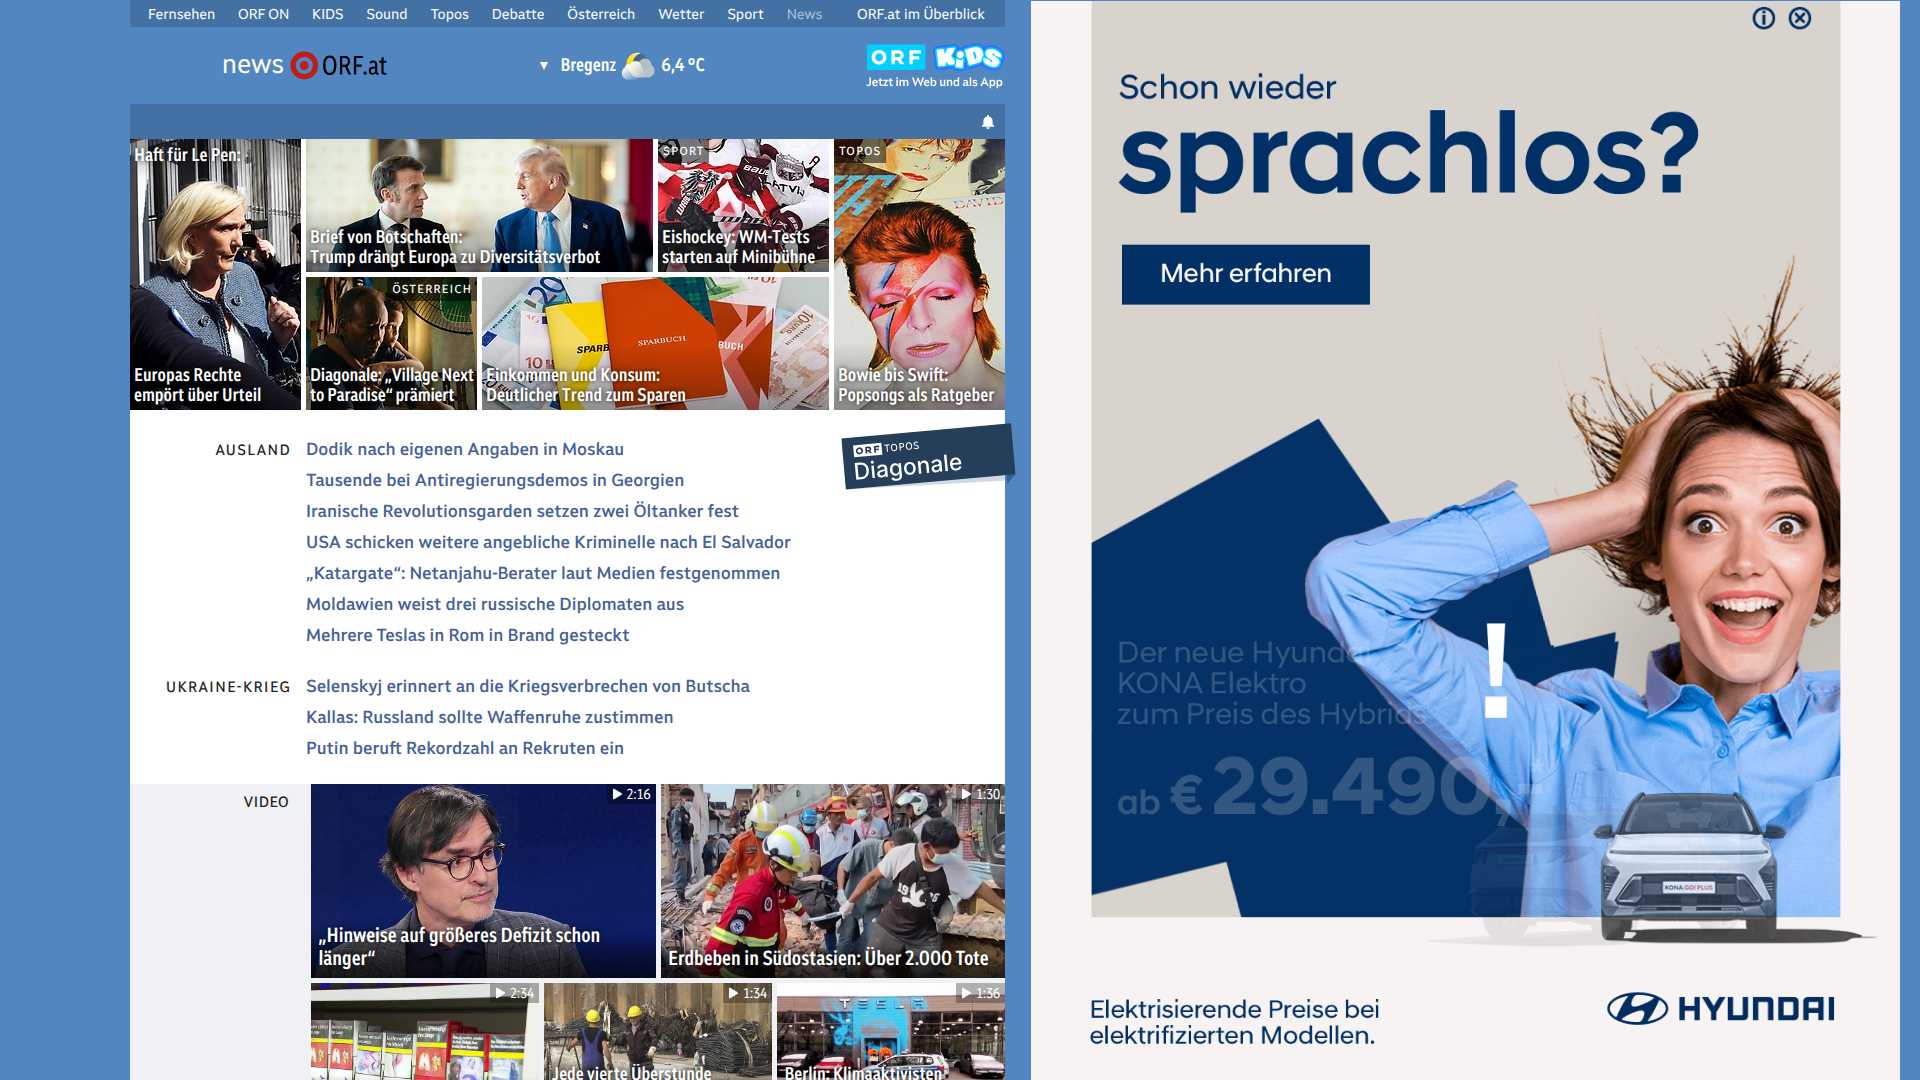 Fernsehen ORF ON KIDS Sound Topos Debatte Österreich Wetter Sport News ORF.at im Überblick
news ORF.at
▼ Bregenz 6,4 °C
ORF KiDS
Jetzt im Web und als App
Haft für Le Pen:
Europas Rechte
empört über Urteil
Brief von Botschaften:
Trump drängt Europa zu Diversitätsverbot
SPORT
LATVIA
Eishockey: WM-Tests
starten auf Minibühne
TOPOS
DAVID
Bowie bis Swift:
Popsongs als Ratgeber
ÖSTERREICH
Diagonale: „Village Next
to Paradise“ prämiert
SPARB
SPARBUCH
BUCH
Einkommen und Konsum:
Deutlicher Trend zum Sparen
AUSLAND
Dodik nach eigenen Angaben in Moskau
Tausende bei Antiregierungsdemos in Georgien
Iranische Revolutionsgarden setzen zwei Öltanker fest
USA schicken weitere angebliche Kriminelle nach El Salvador
„Katargate“: Netanjahu-Berater laut Medien festgenommen
Moldawien weist drei russische Diplomaten aus
Mehrere Teslas in Rom in Brand gesteckt
ORF TOPOS
Diagonale
UKRAINE-KRIEG
Selenskyj erinnert an die Kriegsverbrechen von Butscha
Kallas: Russland sollte Waffenruhe zustimmen
Putin beruft Rekordzahl an Rekruten ein
VIDEO
2:16
„Hinweise auf größeres Defizit schon
länger“
1:30
Erdbeben in Südostasien: Über 2.000 Tote
2:34
1:34
Jede vierte Überstunde
1:36
TESLA
Berlin: Klimaaktivisten
Schon wieder
sprachlos?
Mehr erfahren
!
Der neue Hyundai
KONA Elektro
zum Preis des Hybrids
ab € 29.490,-
KONA GO! PLUS
Elektrisierende Preise bei
elektrifizierten Modellen.
HYUNDAI